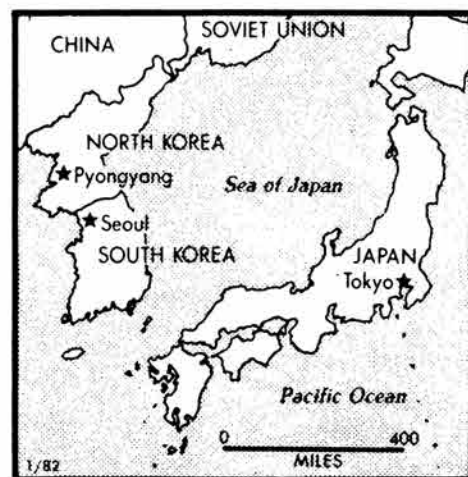 SOVIET UNION
CHINA
NORTH KOREA
Pyongyang
Sea of Japan
Seoul
SOUTH KOREA
JAPAN
Tokyo
Pacific Ocean
0 400
MILES
1/82